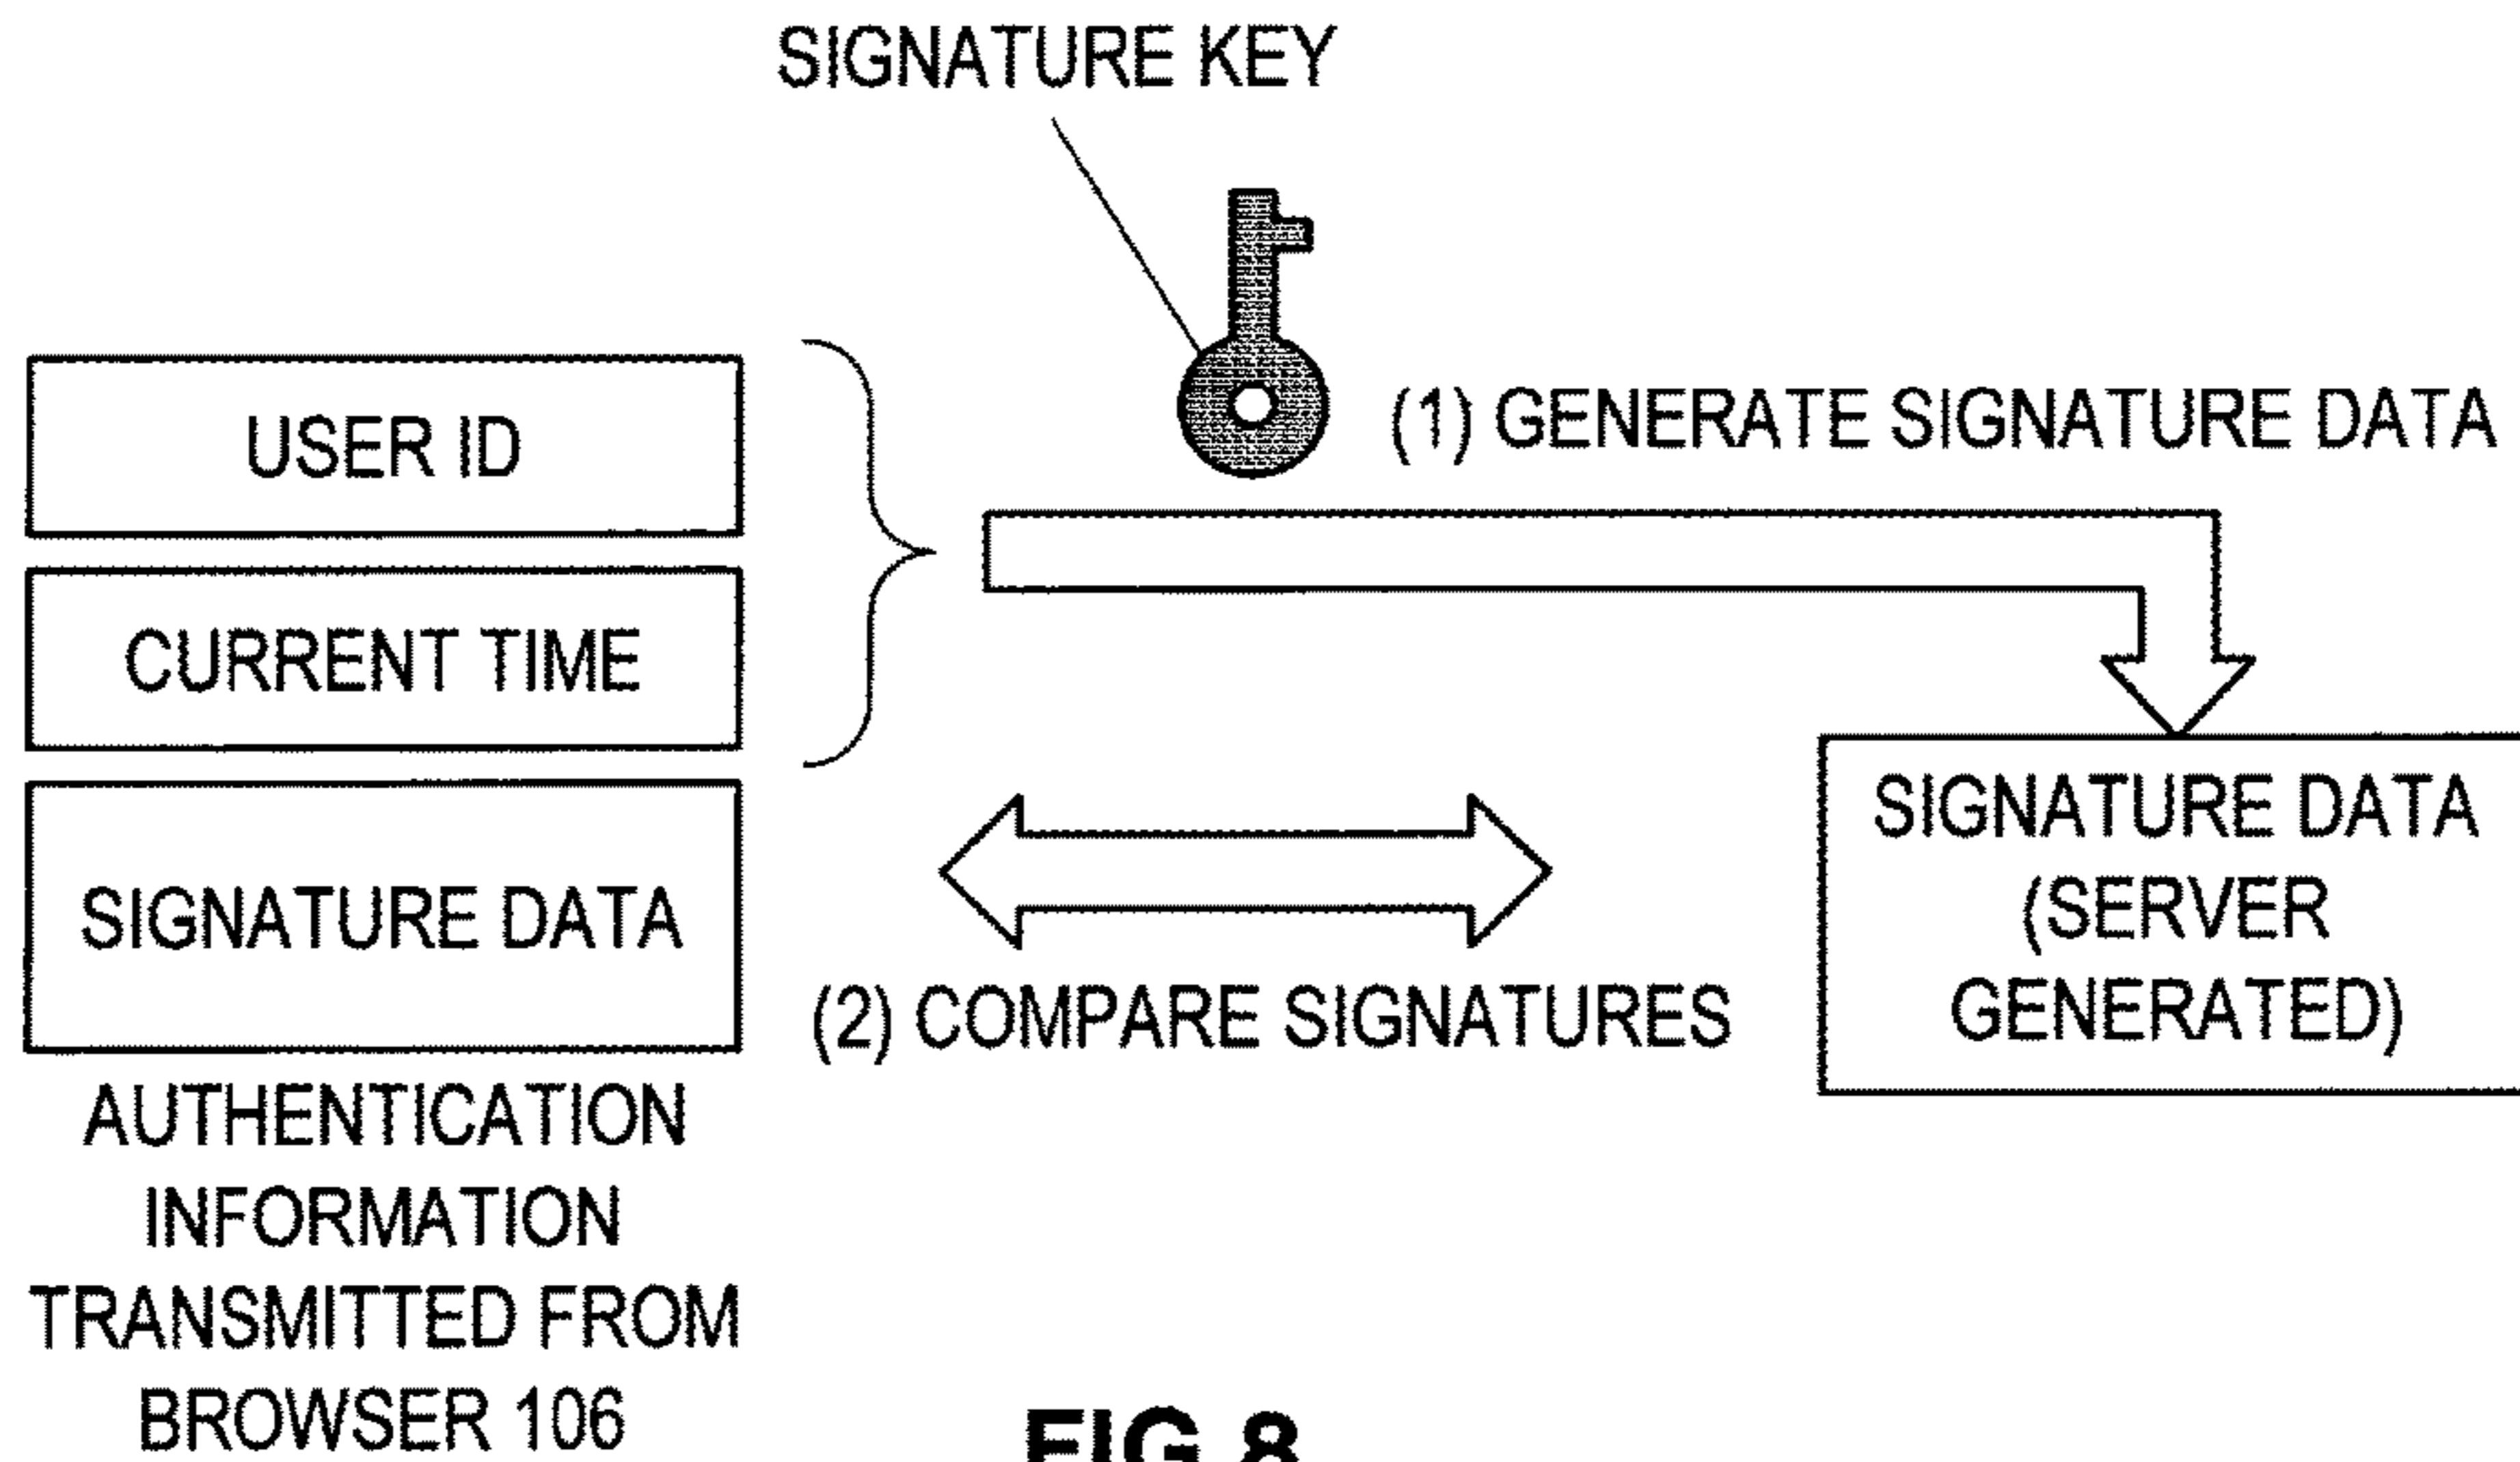 SIGNATURE KEY
USER ID
(1) GENERATE SIGNATURE DATA
CURRENT TIME
SIGNATURE DATA
(2) COMPARE SIGNATURES
SIGNATURE DATA
(SERVER
GENERATED)
AUTHENTICATION
INFORMATION
TRANSMITTED FROM
BROWSER 106
FIG.8